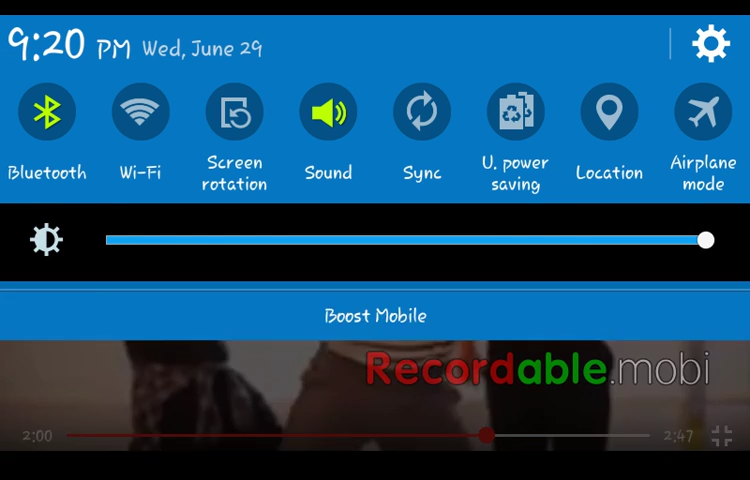 9:20 PM Wed, June 29
Bluetooth
Wi-Fi
Screen
rotation
Sound
Sync
U. power
saving
Location
Airplane
mode
Boost Mobile
Recordable.mobi
2:00
2:47